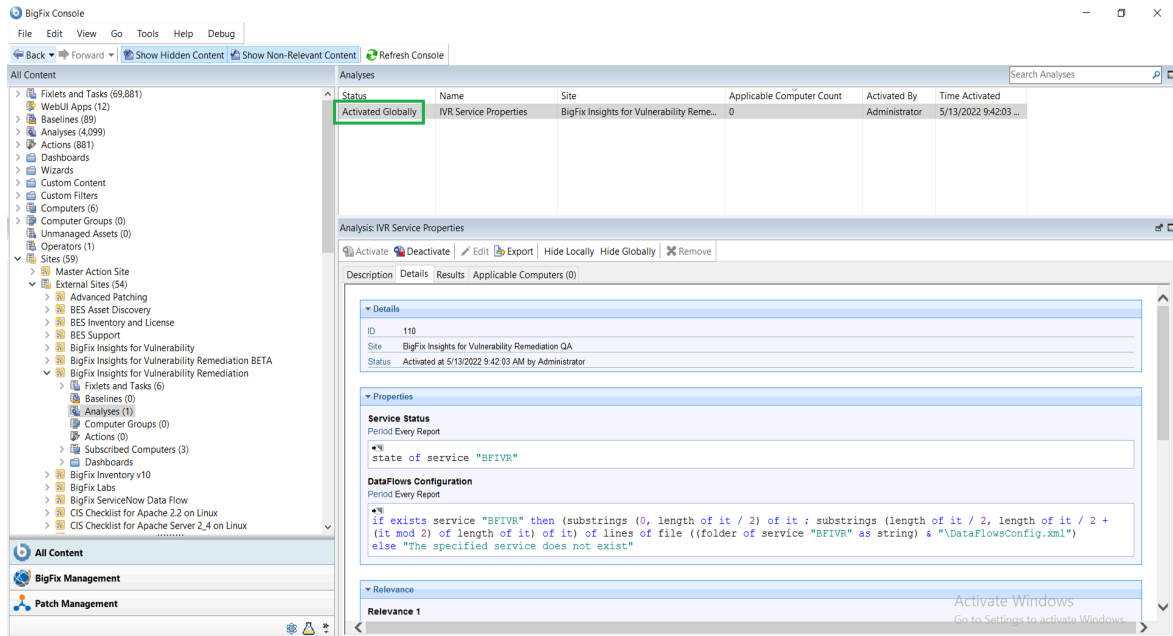 BigFix Console
File Edit View Go Tools Help Debug
Back Forward Show Hidden Content Show Non-Relevant Content Refresh Console
All Content
Fixlets and Tasks (69,881)
WebUI Apps (12)
Baselines (89)
Analyses (4,099)
Actions (881)
Dashboards
Wizards
Custom Content
Custom Filters
Computers (6)
Computer Groups (0)
Unmanaged Assets (0)
Operators (1)
Sites (59)
Master Action Site
External Sites (54)
Advanced Patching
BES Asset Discovery
BES Inventory and License
BES Support
BigFix Insights for Vulnerability
BigFix Insights for Vulnerability Remediation BETA
BigFix Insights for Vulnerability Remediation
Fixlets and Tasks (6)
Baselines (0)
Analyses (1)
Computer Groups (0)
Actions (0)
Subscribed Computers (3)
Dashboards
BigFix Inventory v10
BigFix Labs
BigFix ServiceNow Data Flow
CIS Checklist for Apache 2.2 on Linux
CIS Checklist for Apache Server 2_4 on Linux
All Content
BigFix Management
Patch Management
Analyses
Search Analyses
Status Name Site Applicable Computer Count Activated By Time Activated
Activated Globally IVR Service Properties BigFix Insights for Vulnerability Reme... 0 Administrator 5/13/2022 9:42:03 ...
Analysis: IVR Service Properties
Activate Deactivate Edit Export Hide Locally Hide Globally Remove
Description Details Results Applicable Computers (0)
Details
ID 110
Site BigFix Insights for Vulnerability Remediation QA
Status Activated at 5/13/2022 9:42:03 AM by Administrator
Properties
Service Status
Period Every Report
state of service "BFIVR"
DataFlows Configuration
Period Every Report
if exists service "BFIVR" then (substrings (0, length of it / 2) of it ; substrings (length of it / 2, length of it / 2 +
(it mod 2) of length of it) of it) of lines of file ((folder of service "BFIVR" as string) & "\DataFlowsConfig.xml")
else "The specified service does not exist"
Relevance
Relevance 1
Activate Windows
Go to Settings to activate Windows.